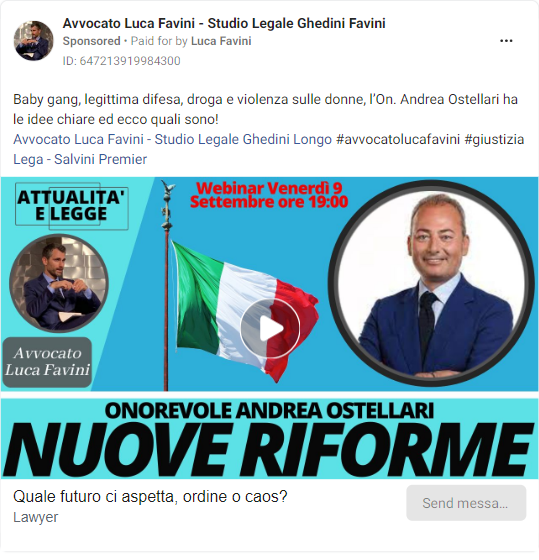 Avvocato Luca Favini - Studio Legale Ghedini Favini
Sponsored • Paid for by Luca Favini
ID: 647213919984300
Baby gang, legittima difesa, droga e violenza sulle donne, l’On. Andrea Ostellari ha
le idee chiare ed ecco quali sono!
Avvocato Luca Favini - Studio Legale Ghedini Longo #avvocatolucafavini #giustizia
Lega - Salvini Premier
ATTUALITA'
E LEGGE
Webinar Venerdì 9
Settembre ore 19:00
Avvocato
Luca Favini
ONOREVOLE ANDREA OSTELLARI
NUOVE RIFORME
Quale futuro ci aspetta, ordine o caos?
Lawyer
Send messa...